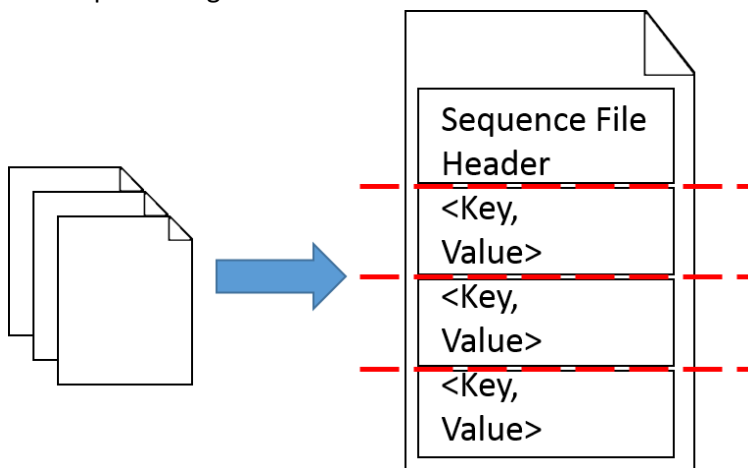 Sequence File
Header
<Key,
Value>
<Key,
Value>
<Key,
Value>